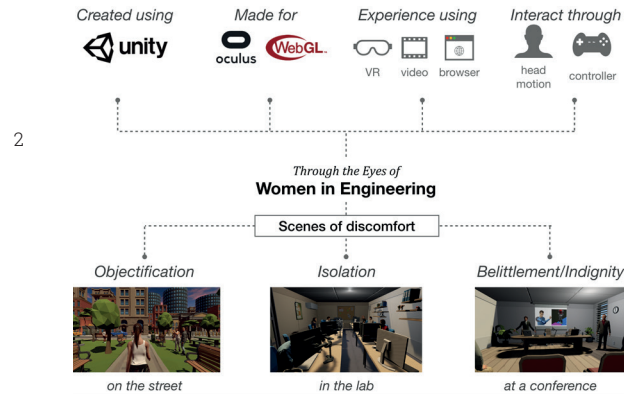 Created using
Made for
Experience using
Interact through
unity
oculus
WebGL
VR
video
browser
head
motion
controller
2
Through the Eyes of
Women in Engineering
Scenes of discomfort
Objectification
Isolation
Belittlement/Indignity
on the street
in the lab
at a conference